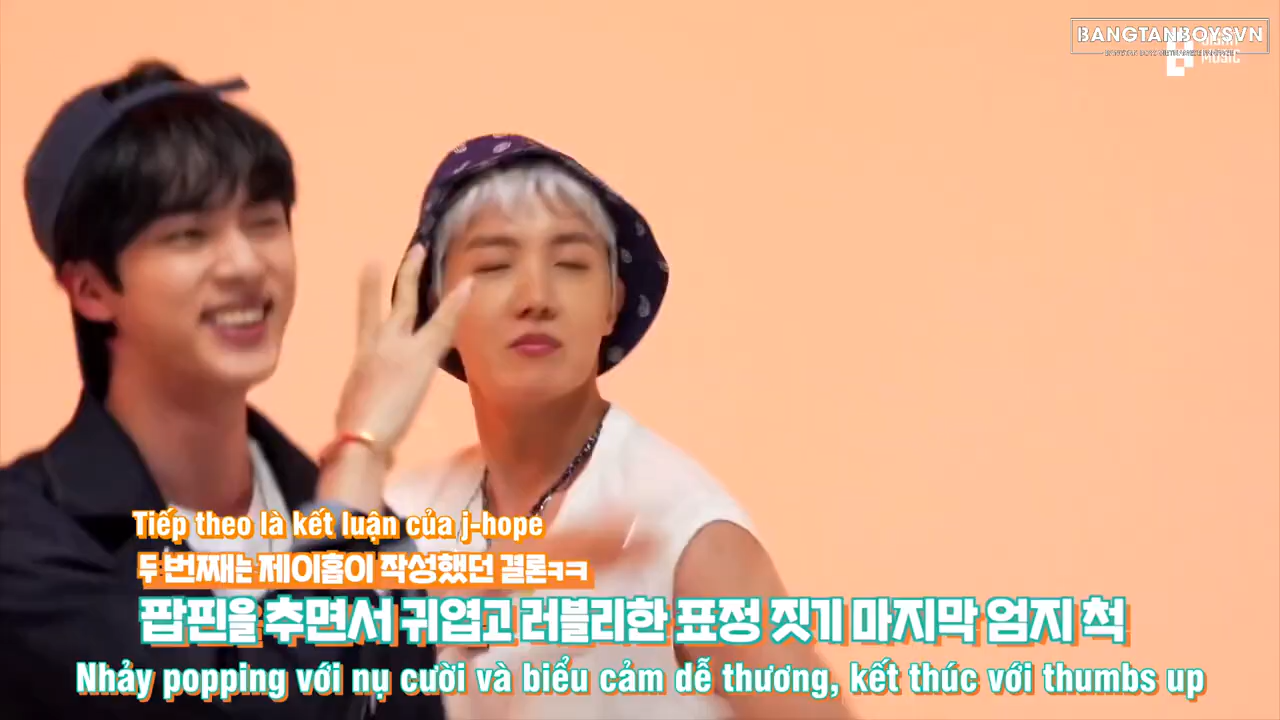 BANGTANBOYSVN
MUSIC
Tiếp theo là kết luận của j-hope
두 번째는 제이홉이 작성했던 결론ㅋㅋ
팝핀을 추면서 귀엽고 러블리한 표정 짓기 마지막 엄지 척
Nhảy popping với nụ cười và biểu cảm dễ thương, kết thúc với thumbs up